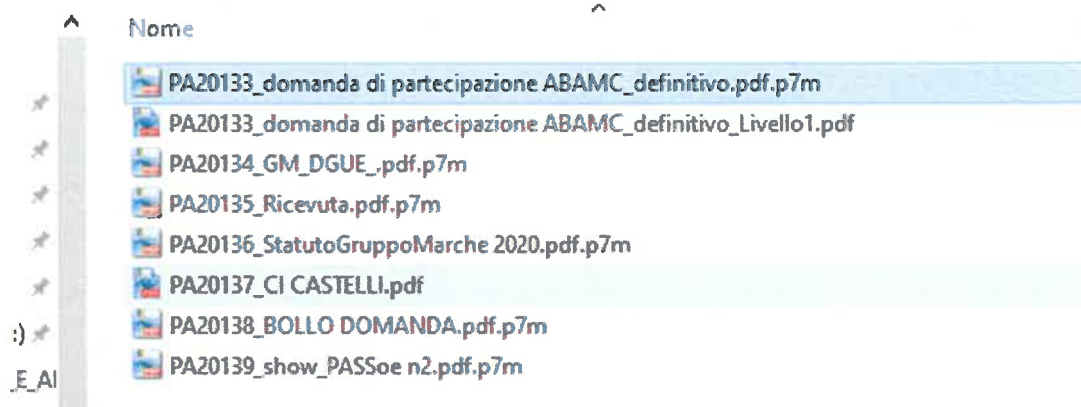 Nome
PA20133_domanda di partecipazione ABAMC_definitivo.pdf.p7m
PA20133_domanda di partecipazione ABAMC_definitivo_Livello1.pdf
PA20134_GM_DGUE_.pdf.p7m
PA20135_Ricevuta.pdf.p7m
PA20136_StatutoGruppoMarche 2020.pdf.p7m
PA20137_CI CASTELLI.pdf
PA20138_BOLLO DOMANDA.pdf.p7m
:)
PA20139_show_PASSoe n2.pdf.p7m
_E_AI